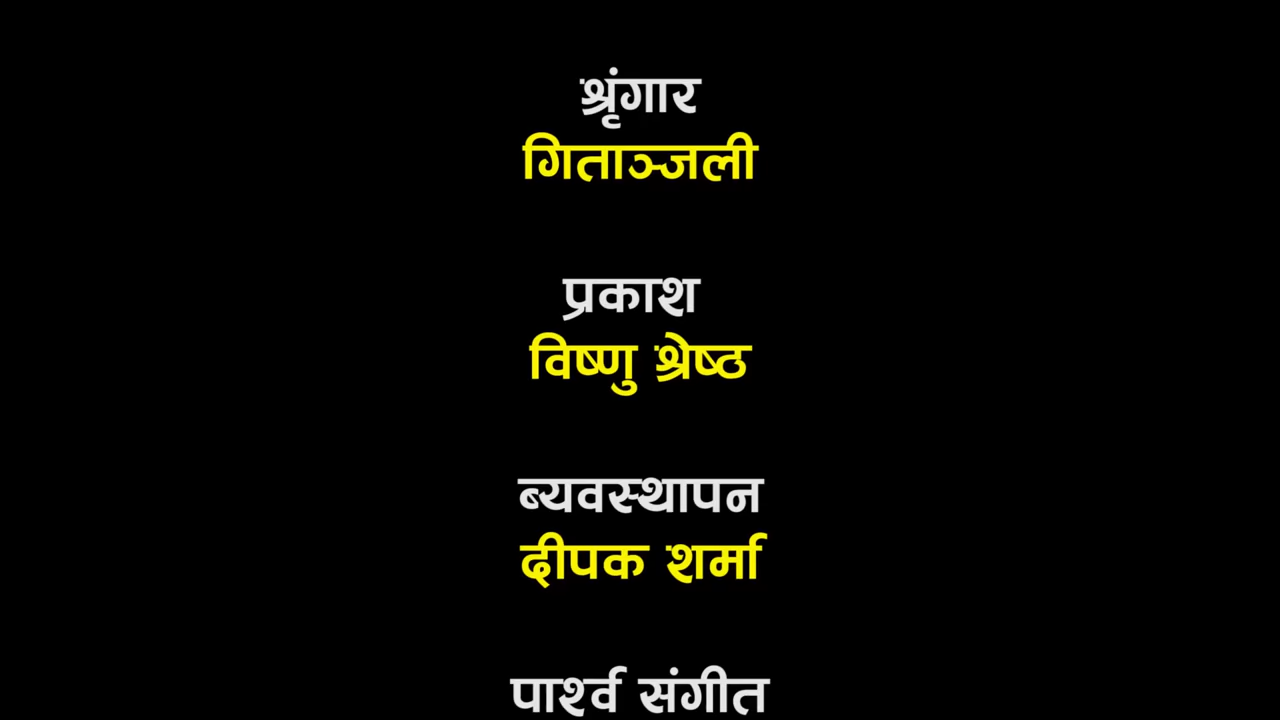 श्रृंगार
गिताञ्जली
प्रकाश
विष्णु श्रेष्ठ
ब्यवस्थापन
दीपक शर्मा
पार्श्व संगीत